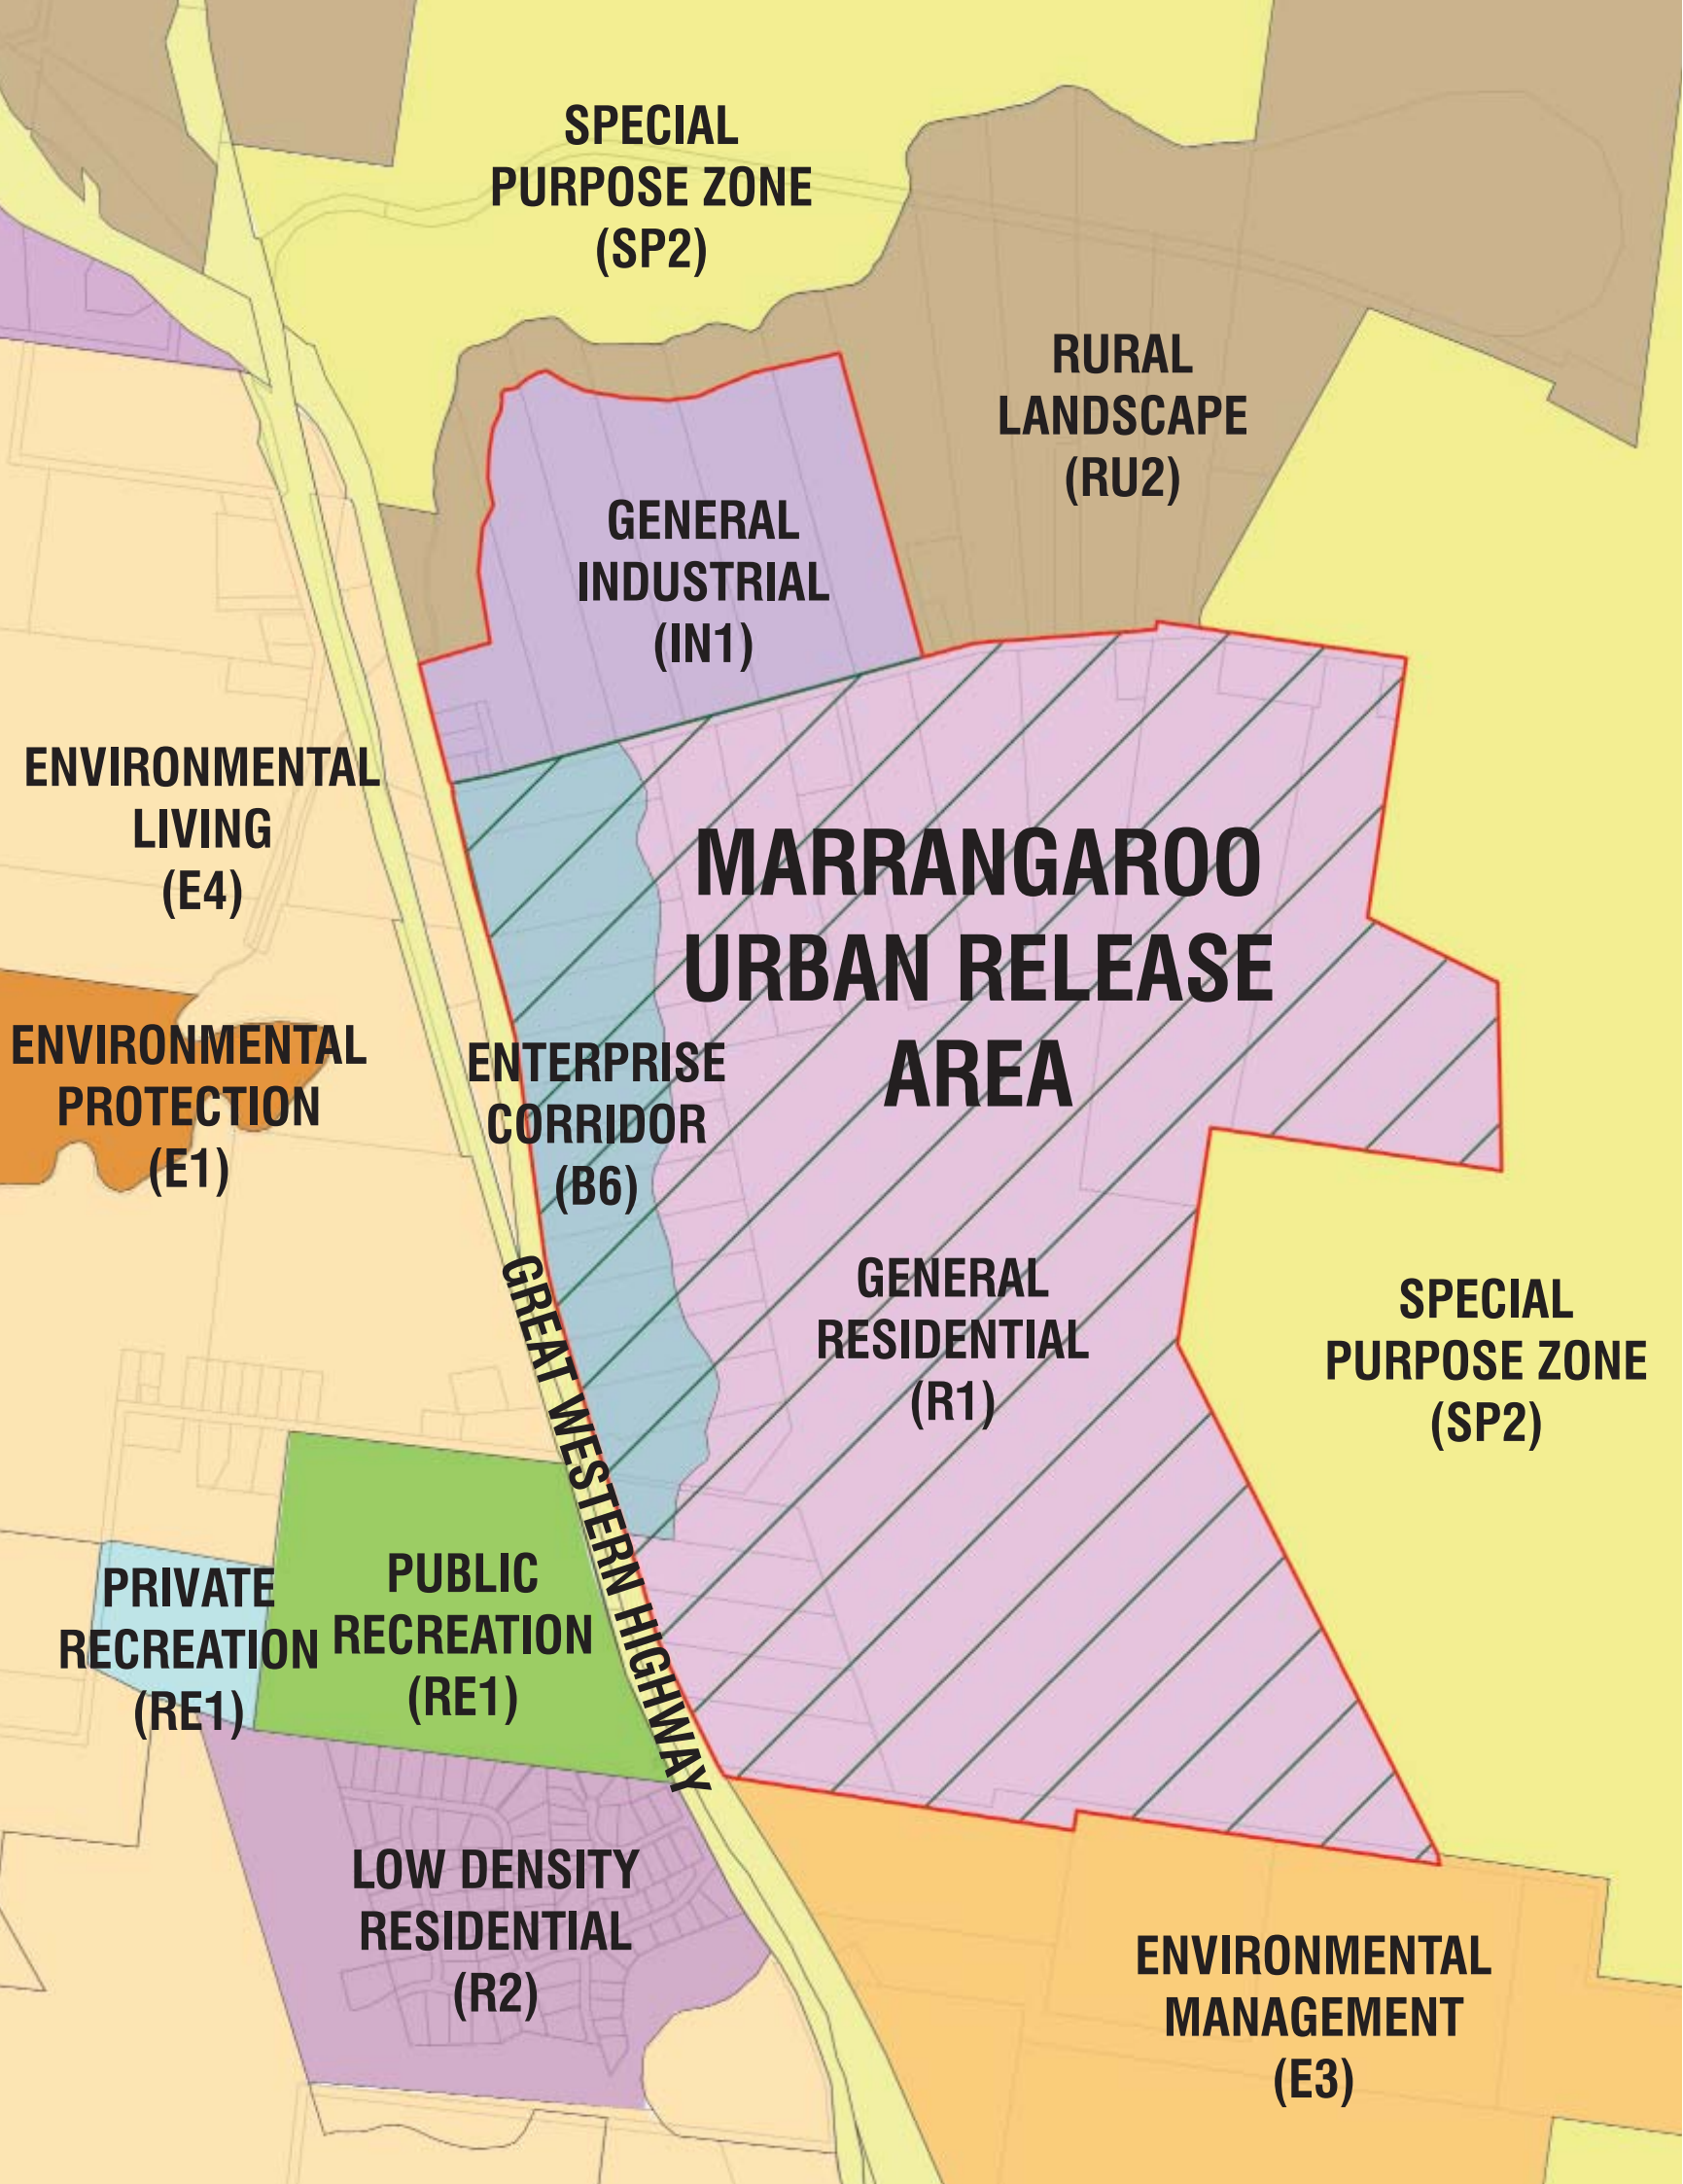 SPECIAL
PURPOSE ZONE
(SP2)
RURAL
LANDSCAPE
(RU2)
GENERAL
INDUSTRIAL
(IN1)
ENVIRONMENTAL
LIVING
(E4)
MARRANGAROO
URBAN RELEASE
AREA
ENVIRONMENTAL
PROTECTION
(E1)
ENTERPRISE
CORRIDOR
(B6)
GENERAL
RESIDENTIAL
(R1)
SPECIAL
PURPOSE ZONE
(SP2)
GREAT WESTERN HIGHWAY
PRIVATE
RECREATION
(RE1)
PUBLIC
RECREATION
(RE1)
LOW DENSITY
RESIDENTIAL
(R2)
ENVIRONMENTAL
MANAGEMENT
(E3)